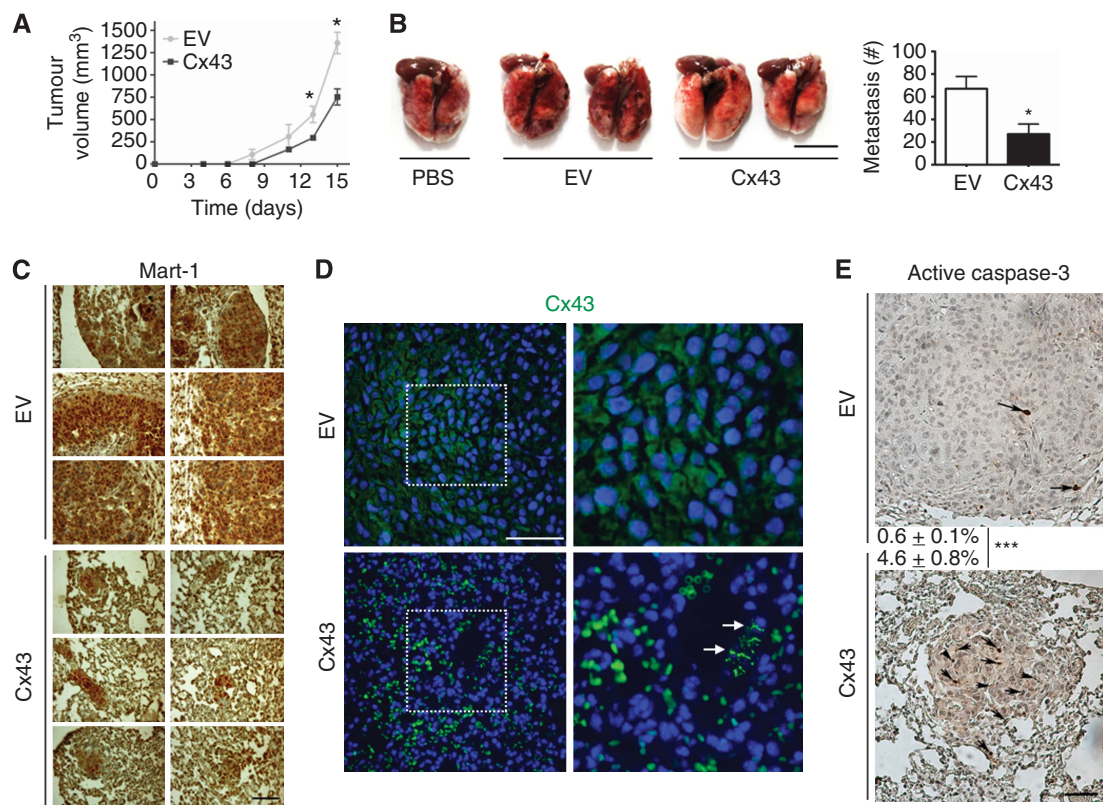 A
1500
1250
1000
750
500
250
0
Tumour
volume (mm³)
EV
Cx43
*
*
0 3 6 9 12 15
Time (days)
B
PBS EV Cx43
100
80
60
40
20
0
Metastasis (#)
*
EV Cx43
C
Mart-1
EV
Cx43
D
Cx43
EV
Cx43
E
Active caspase-3
EV
0.6 ± 0.1%
4.6 ± 0.8%
***
Cx43